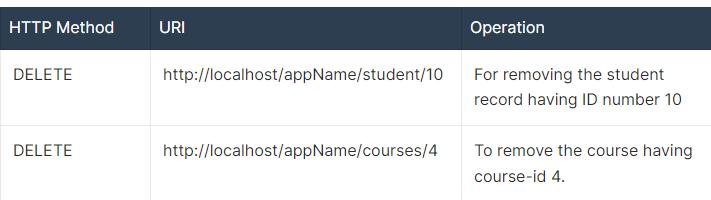 HTTP Method URI Operation
DELETE http://localhost/appName/student/10 For removing the student
record having ID number 10
DELETE http://localhost/appName/courses/4 To remove the course having
course-id 4.